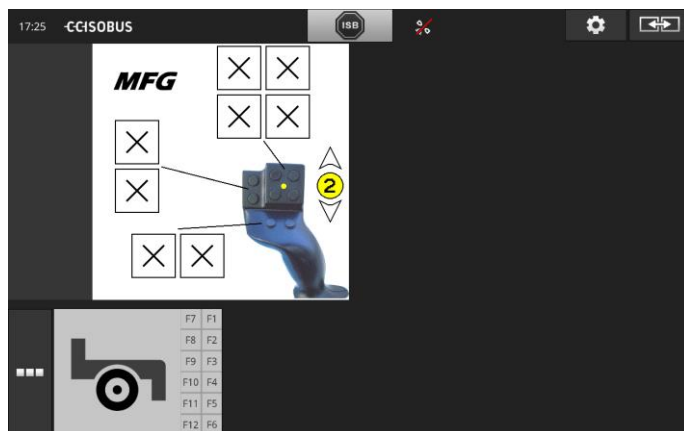 17:25 CCISOBUS ISB
MFG
2
F7 F1
F8 F2
F9 F3
F10 F4
F11 F5
F12 F6